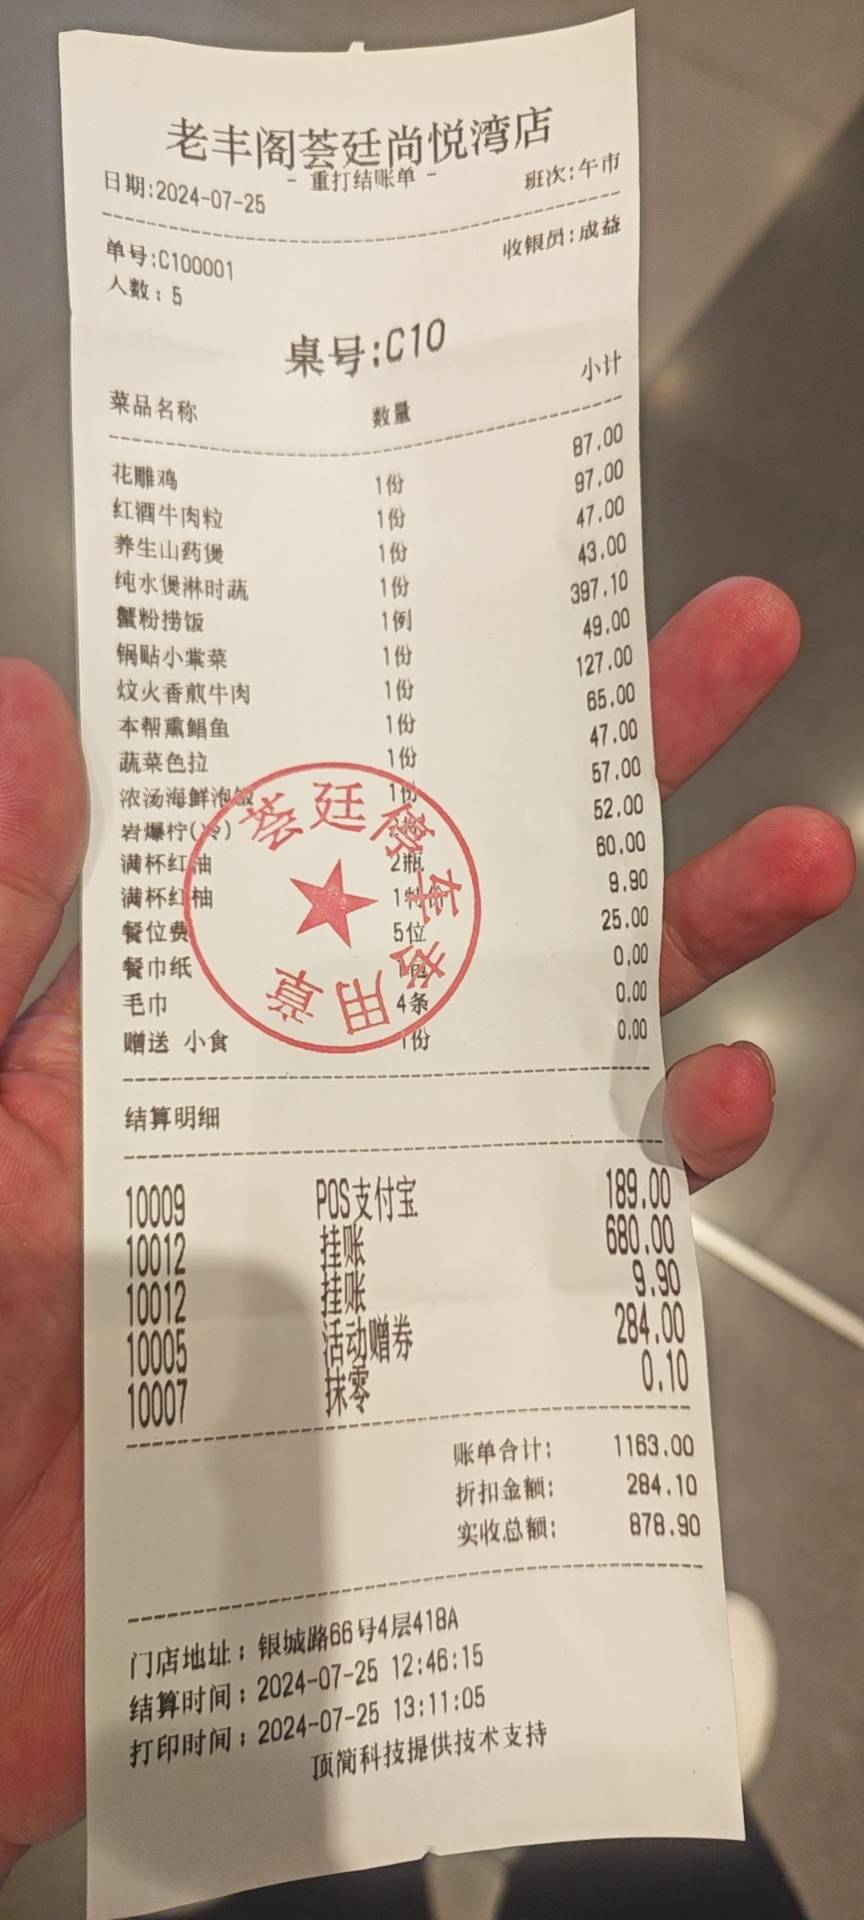 老丰阁荟廷尚悦湾店
- 重打结账单 -
日期:2024-07-25 班次:午市
单号:C100001 收银员:成益
人数：5
桌号:C10
菜品名称 数量 小计
花雕鸡 1份 87.00
红酒牛肉粒 1份 97.00
养生山药煲 1份 47.00
纯水煲淋时蔬 1份 43.00
蟹粉捞饭 1例 397.10
锅贴小棠菜 1份 49.00
炆火香煎牛肉 1份 127.00
本帮熏鲳鱼 1份 65.00
蔬菜色拉 1份 47.00
浓汤海鲜泡饭 1份 57.00
岩爆柠(冷) 52.00
满杯红柚 2瓶 60.00
满杯红柚 1特价 9.90
餐位费 5位 25.00
餐巾纸 1包 0.00
毛巾 4条 0.00
赠送 小食 1份 0.00
荟廷停车专用章
结算明细
10009 POS支付宝 189.00
10012 挂账 680.00
10012 挂账 9.90
10005 活动赠券 284.00
10007 抹零 0.10
账单合计: 1163.00
折扣金额: 284.10
实收总额: 878.90
门店地址：银城路66号4层418A
结算时间：2024-07-25 12:46:15
打印时间：2024-07-25 13:11:05
顶简科技提供技术支持